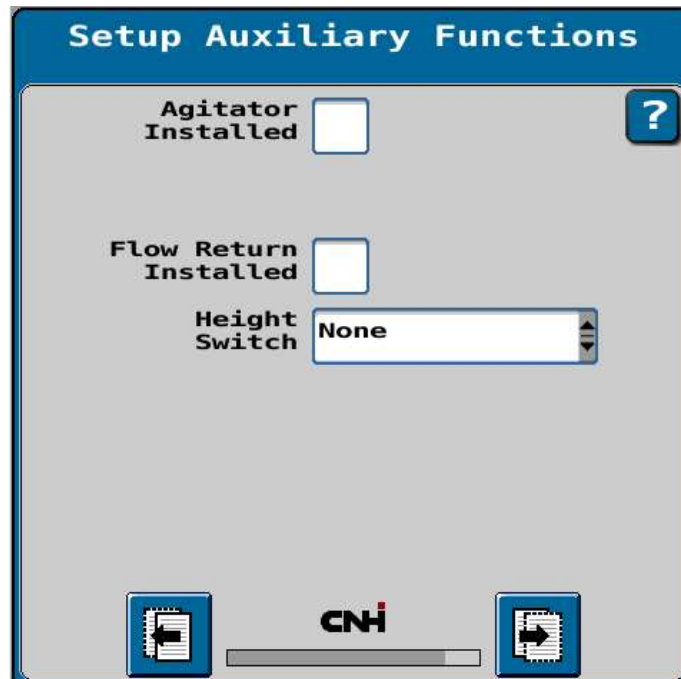 Setup Auxiliary Functions
Agitator
Installed
?
Flow Return
Installed
Height
Switch
None
CNH